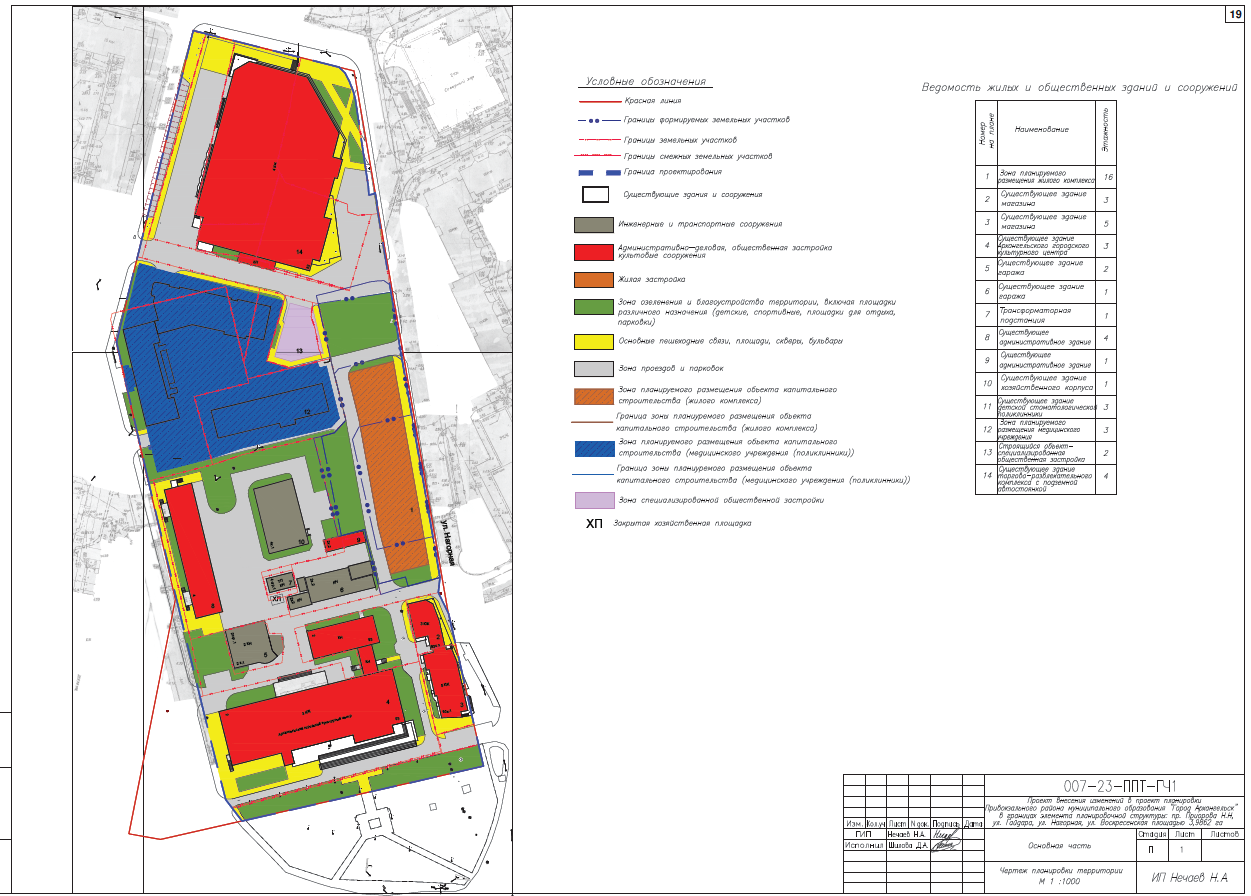 19
Условные обозначения
Красная линия
Границы формируемых земельных участков
Границы земельных участков
Границы смежных земельных участков
Граница проектирования
Существующие здания и сооружения
Инженерные и транспортные сооружения
Административно-деловая, общественная застройка
культовые сооружения
Жилая застройка
Зона озеленения и благоустройства территории, включая площадки
различного назначения (детские, спортивные, площадки для отдыха,
парковки)
Основные пешеходные связи, площади, скверы, бульвары
Зона проездов и парковок
Зона планируемого размещения объекта капитального
строительства (жилого комплекса)
Граница зоны планируемого размещения объекта
капитального строительства (жилого комплекса)
Зона планируемого размещения объекта капитального
строительства (медицинского учреждения (поликлиники))
Граница зоны планируемого размещения объекта
капитального строительства (медицинского учреждения (поликлиники))
Зона специализированной общественной застройки
ХП Закрытая хозяйственная площадка
Ведомость жилых и общественных зданий и сооружений
Номер на плане
Наименование
Этажность
1 Зона планируемого размещения жилого комплекса 16
2 Существующее здание магазина 3
3 Существующее здание магазина 5
4 Существующее здание Архангельского городского культурного центра 3
5 Существующее здание гаража 2
6 Существующее здание гаража 1
7 Трансформаторная подстанция 1
8 Существующее административное здание 4
9 Существующее административное здание 1
10 Существующее здание хозяйственного корпуса 1
11 Существующее здание детской стоматологической поликлиники 3
12 Зона планируемого размещения медицинского учреждения 3
13 Строящийся объект- специализированная общественная застройка 2
14 Существующее здание торгово-развлекательного комплекса с подземной автостоянкой 4
14
13
12
1
10
9
8
7
ХП
6
5
2
3
4
ул. Нагорная
007-23-ППТ-ГЧ1
Проект внесения изменений в проект планировки
Привокзального района муниципального образования "Город Архангельск"
в границах элемента планировочной структуры: пр. Приорова Н.Н,
ул. Гайдара, ул. Нагорная, ул. Воскресенская площадью 3,9862 га
Изм. Кол.уч. Лист N док. Подпись Дата
ГИП Нечаев Н.А.
Исполнил Шилова Д.А.
Основная часть
Стадия Лист Листов
П 1
Чертеж планировки территории
М 1 :1000
ИП Нечаев Н.А.